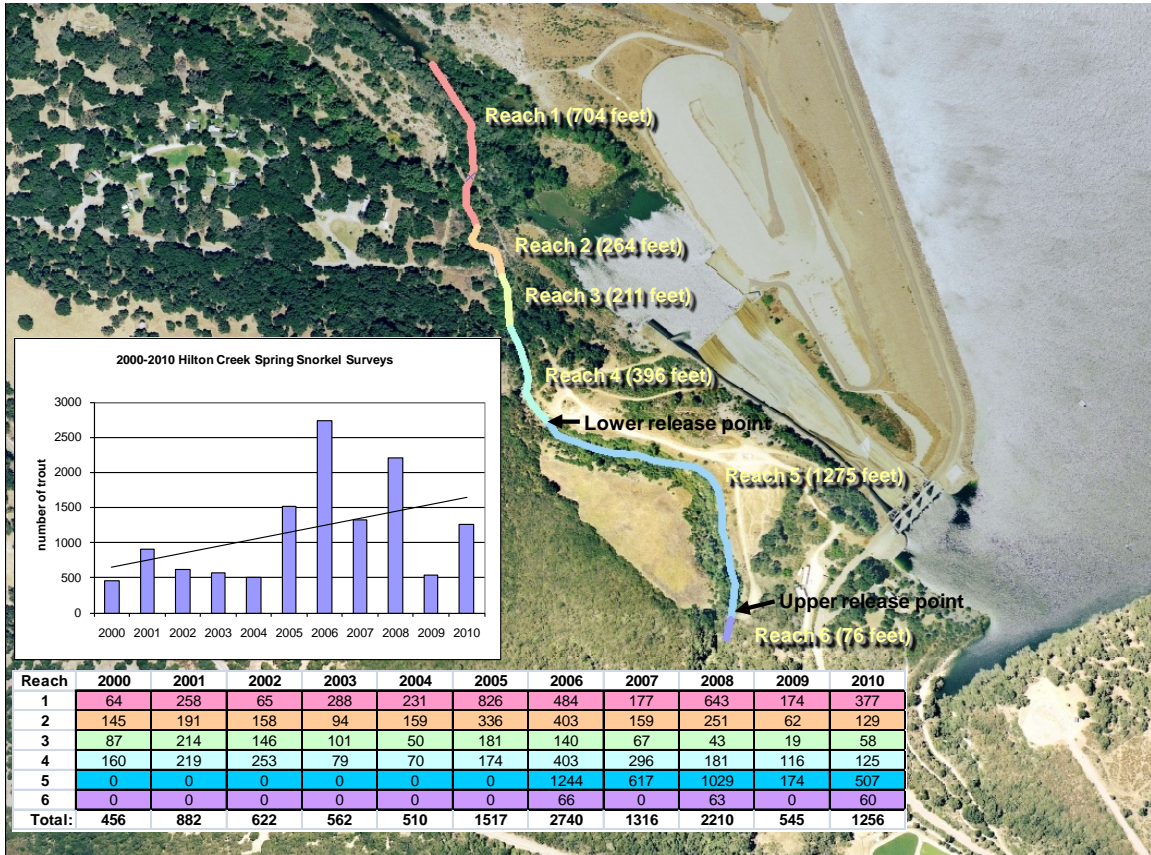 Reach 1 (704 feet)
Reach 2 (264 feet)
Reach 3 (211 feet)
Reach 4 (396 feet)
Lower release point
Reach 5 (1275 feet)
Upper release point
Reach 6 (76 feet)
2000-2010 Hilton Creek Spring Snorkel Surveys
number of trout
3000
2500
2000
1500
1000
500
0
2000 2001 2002 2003 2004 2005 2006 2007 2008 2009 2010
Reach 2000 2001 2002 2003 2004 2005 2006 2007 2008 2009 2010
1 64 258 65 288 231 826 484 177 643 174 377
2 145 191 158 94 159 336 403 159 251 62 129
3 87 214 146 101 50 181 140 67 43 19 58
4 160 219 253 79 70 174 403 296 181 116 125
5 0 0 0 0 0 0 1244 617 1029 174 507
6 0 0 0 0 0 0 66 0 63 0 60
Total: 456 882 622 562 510 1517 2740 1316 2210 545 1256